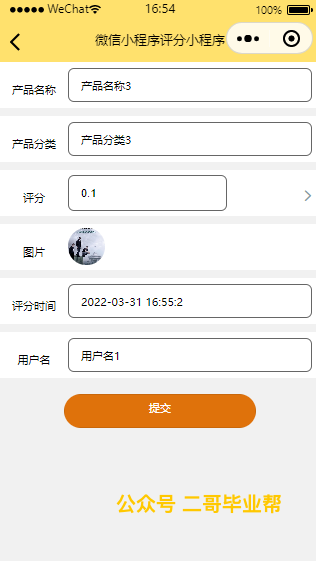 WeChat 16:54 100%
微信小程序评分小程序
产品名称 产品名称3
产品分类 产品分类3
评分 0.1
图片
评分时间 2022-03-31 16:55:2
用户名 用户名1
提交
公众号 二哥毕业帮